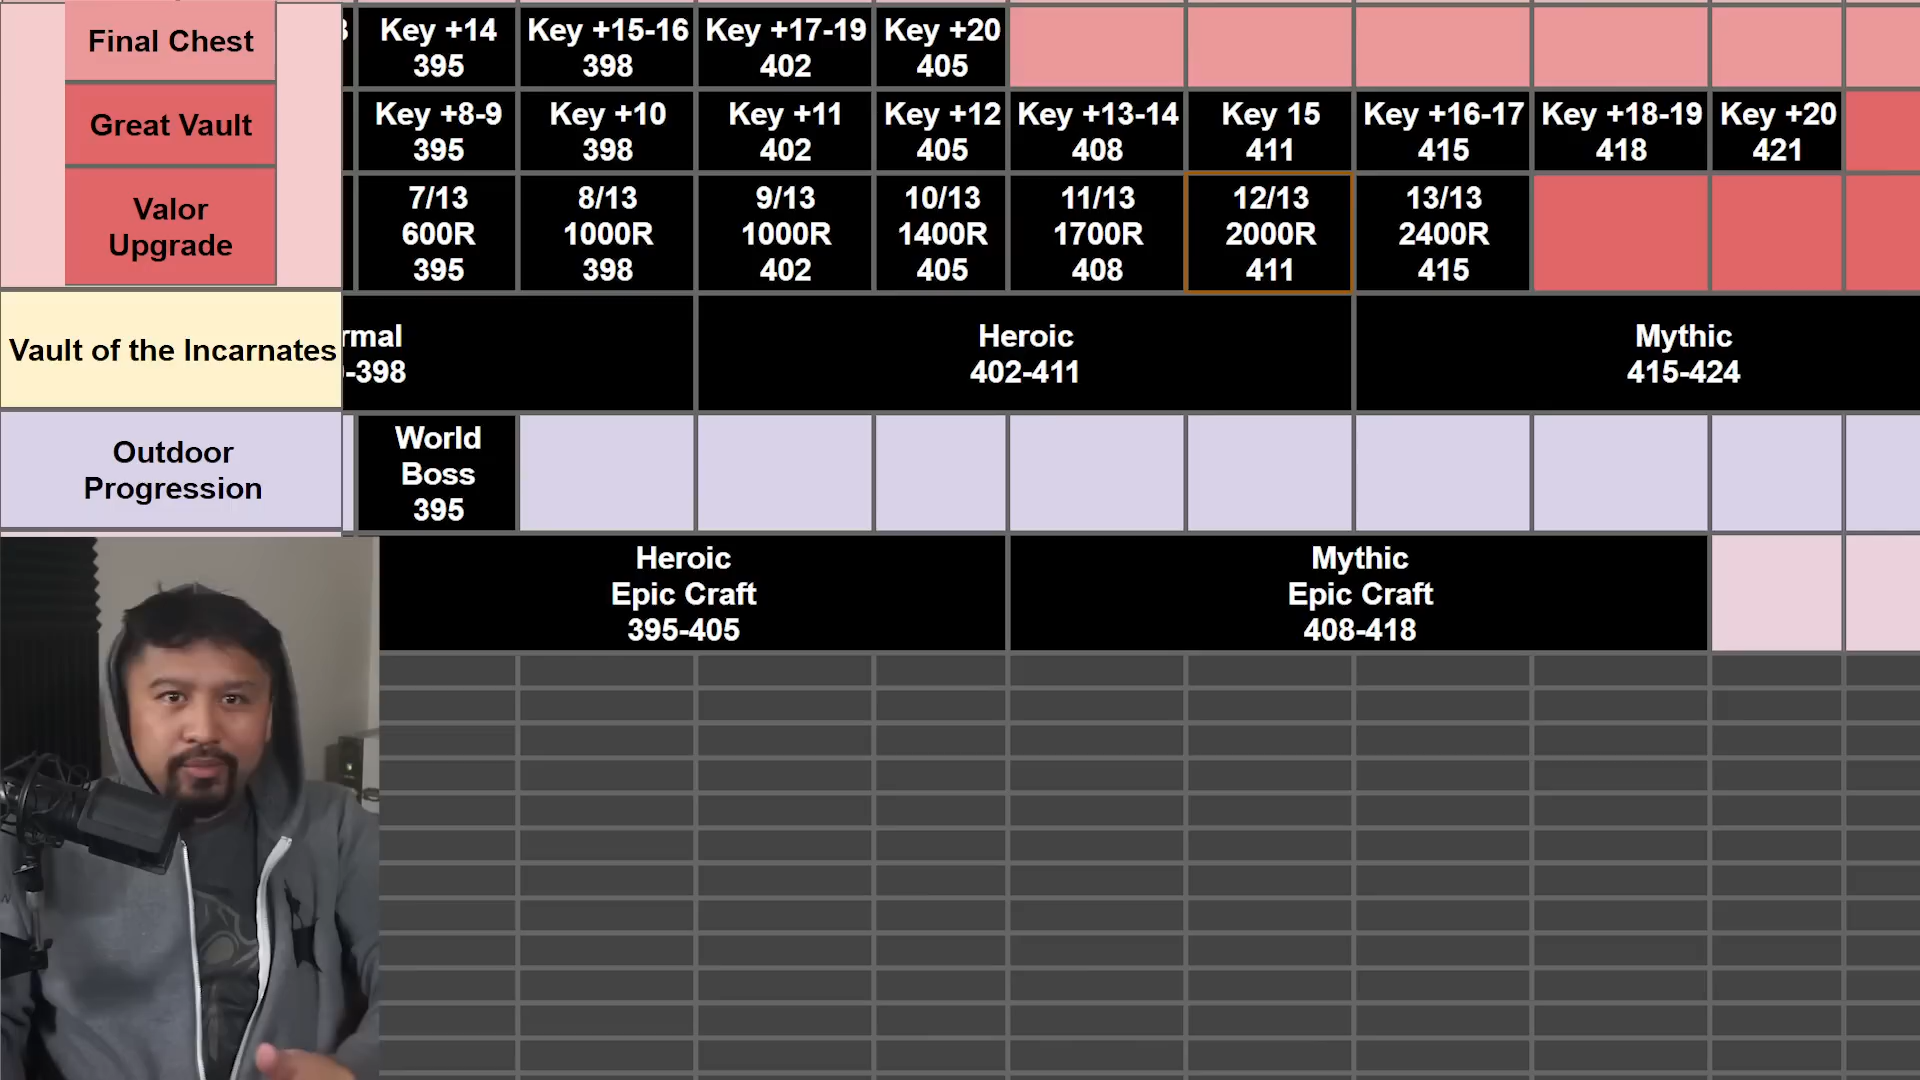 Final Chest
3
Key +14
395
Key +15-16
398
Key +17-19
402
Key +20
405
Great Vault
Key +8-9
395
Key +10
398
Key +11
402
Key +12
405
Key +13-14
408
Key 15
411
Key +16-17
415
Key +18-19
418
Key +20
421
Valor
Upgrade
7/13
600R
395
8/13
1000R
398
9/13
1000R
402
10/13
1400R
405
11/13
1700R
408
12/13
2000R
411
13/13
2400R
415
Vault of the Incarnates
rmal
-398
Heroic
402-411
Mythic
415-424
Outdoor
Progression
World
Boss
395
Heroic
Epic Craft
395-405
Mythic
Epic Craft
408-418